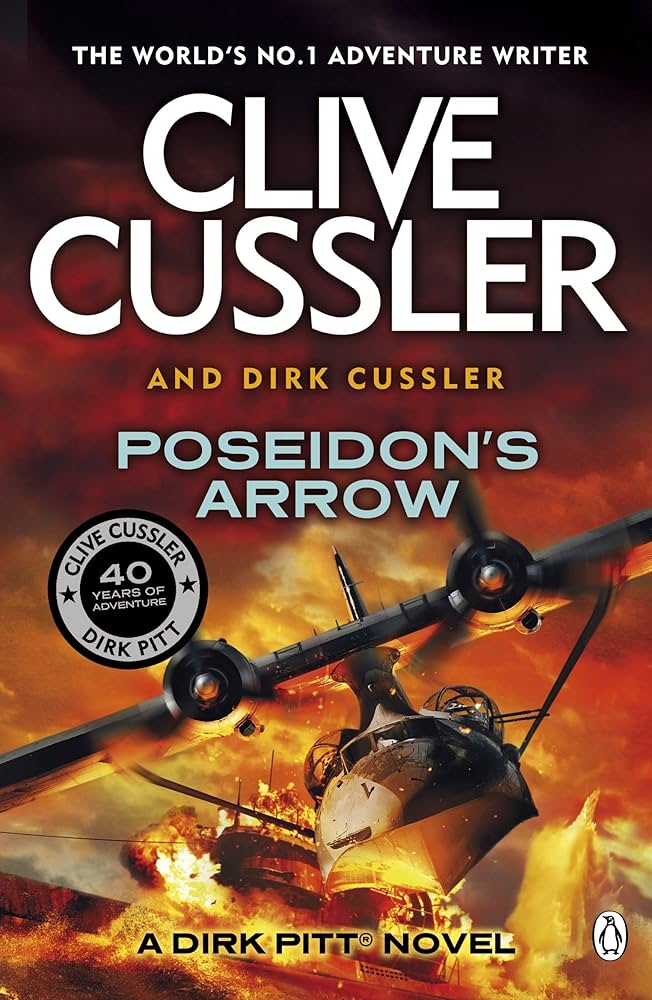 THE WORLD'S NO.1 ADVENTURE WRITER
CLIVE
CUSSLER
AND DIRK CUSSLER
POSEIDON'S
ARROW
CLIVE CUSSLER
40
YEARS OF
ADVENTURE
DIRK PITT
A DIRK PITT® NOVEL